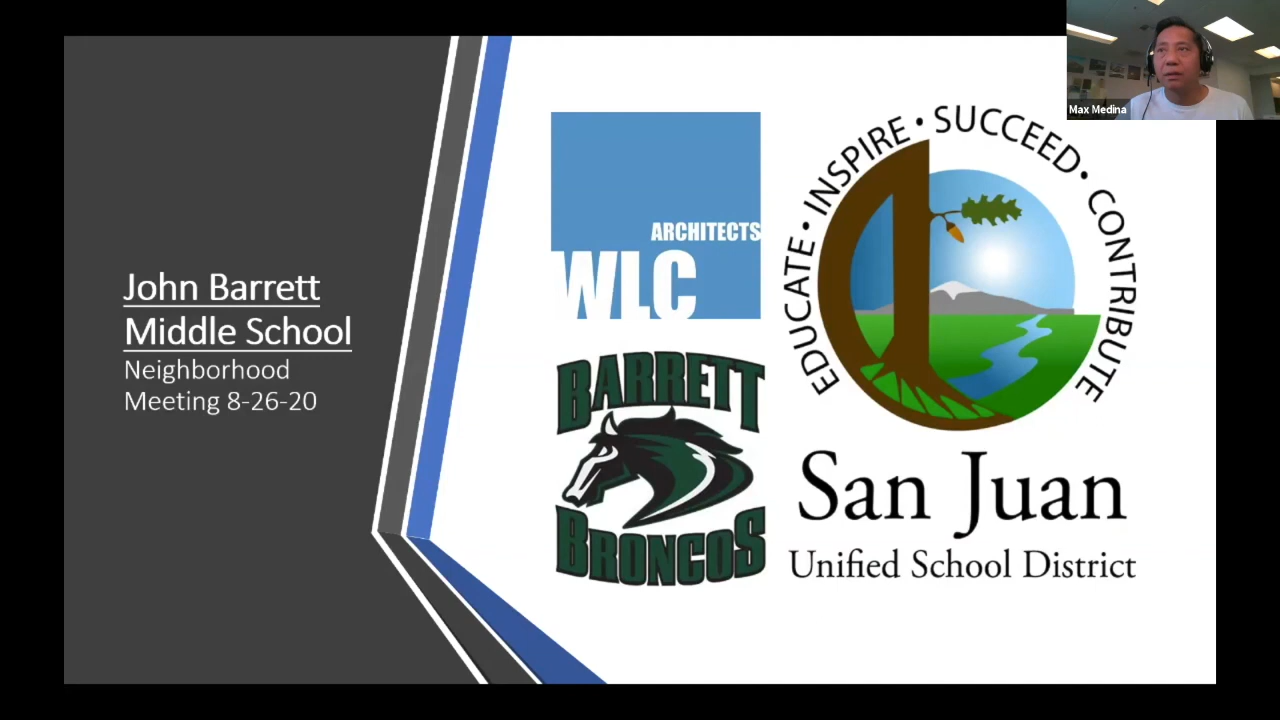 John Barrett
Middle School
Neighborhood
Meeting 8-26-20
ARCHITECTS
WLC
BARRETT
BRONCOS
EDUCATE • INSPIRE • SUCCEED • CONTRIBUTE
San Juan
Unified School District
Max Medina